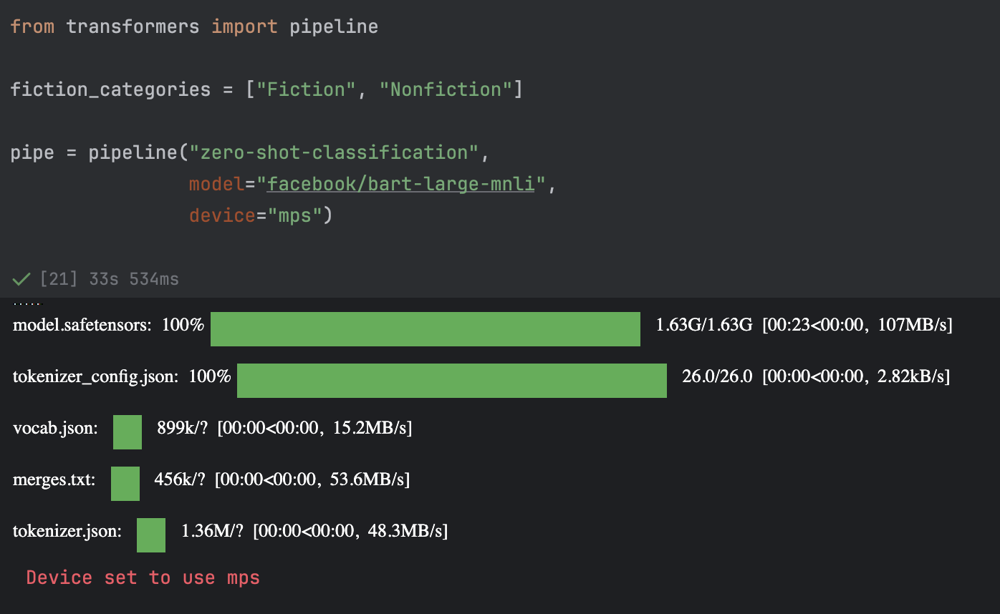 from transformers import pipeline
fiction_categories = ["Fiction", "Nonfiction"]
pipe = pipeline("zero-shot-classification",
model="facebook/bart-large-mnli",
device="mps")
[21] 33s 534ms
model.safetensors: 100% 1.63G/1.63G [00:23<00:00, 107MB/s]
tokenizer_config.json: 100% 26.0/26.0 [00:00<00:00, 2.82kB/s]
vocab.json: 899k/? [00:00<00:00, 15.2MB/s]
merges.txt: 456k/? [00:00<00:00, 53.6MB/s]
tokenizer.json: 1.36M/? [00:00<00:00, 48.3MB/s]
Device set to use mps